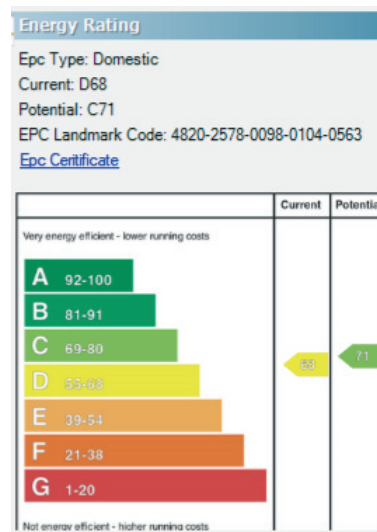 Energy Rating
Epc Type: Domestic
Current: D68
Potential: C71
EPC Landmark Code: 4820-2578-0098-0104-0563
Epc Ceritificate
Current Potentia
Very energy efficient - lower running costs
A 92-100
B 81-91
C 69-80
D 55-68
E 39-54
F 21-38
G 1-20
68
71
Not energy efficient - higher running costs